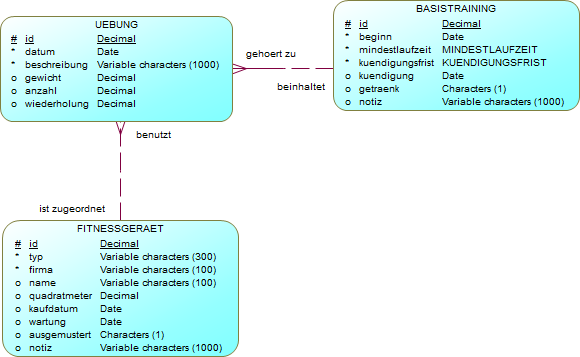 UEBUNG
# id Decimal
* datum Date
* beschreibung Variable characters (1000)
o gewicht Decimal
o anzahl Decimal
o wiederholung Decimal
gehoert zu
beinhaltet
BASISTRAINING
# id Decimal
* beginn Date
* mindestlaufzeit MINDESTLAUFZEIT
* kuendigungsfrist KUENDIGUNGSFRIST
o kuendigung Date
o getraenk Characters (1)
o notiz Variable characters (1000)
benutzt
ist zugeordnet
FITNESSGERAET
# id Decimal
* typ Variable characters (300)
* firma Variable characters (100)
o name Variable characters (100)
o quadratmeter Decimal
o kaufdatum Date
o wartung Date
o ausgemustert Characters (1)
o notiz Variable characters (1000)